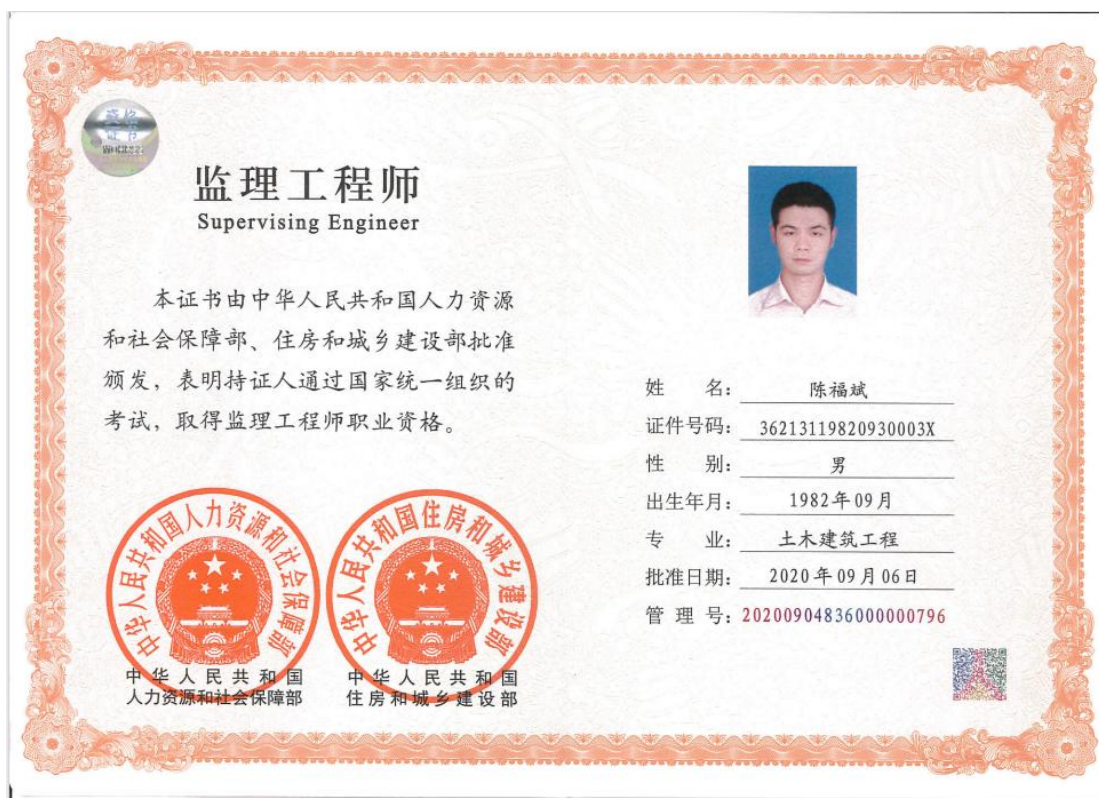 资格
证书
监理工程师
Supervising Engineer
本证书由中华人民共和国人力资源
和社会保障部、住房和城乡建设部批准
颁发，表明持证人通过国家统一组织的
考试，取得监理工程师职业资格。
中华人民共和国人力资源和社会保障部
中华人民共和国住房和城乡建设部
中华人民共和国
人力资源和社会保障部
中华人民共和国
住房和城乡建设部
姓 名： 陈福斌
证件号码： 36213119820930003X
性 别： 男
出生年月： 1982年09月
专 业： 土木建筑工程
批准日期： 2020年09月06日
管 理 号： 20200904836000000796